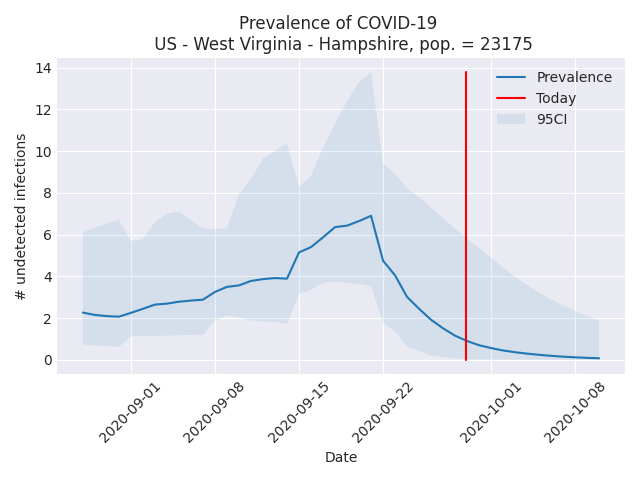 Prevalence of COVID-19
US - West Virginia - Hampshire, pop. = 23175
# undetected infections
14
12
10
8
6
4
2
0
Prevalence
Today
95CI
2020-09-01
2020-09-08
2020-09-15
2020-09-22
2020-10-01
2020-10-08
Date